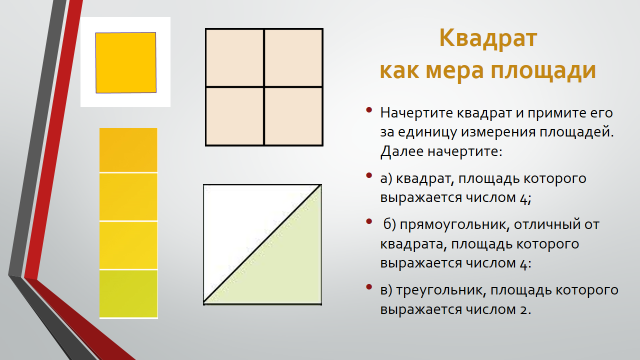 Квадрат
как мера площади
• Начертите квадрат и примите его
за единицу измерения площадей.
Далее начертите:
• а) квадрат, площадь которого
выражается числом 4;
• б) прямоугольник, отличный от
квадрата, площадь которого
выражается числом 4:
• в) треугольник, площадь которого
выражается числом 2.